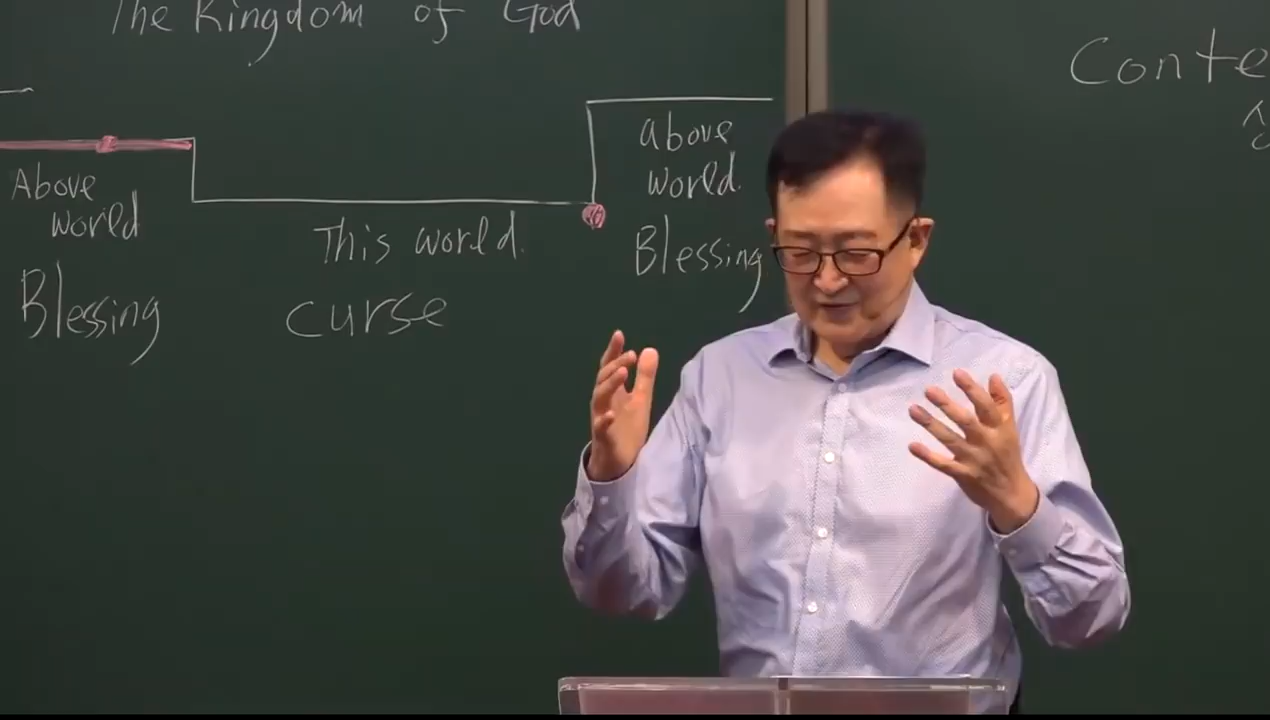 The Kingdom of God
Above
world
Blessing
This world.
curse
above
world.
Blessing
Conte